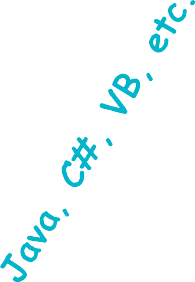 Java, C#, VB, etc.